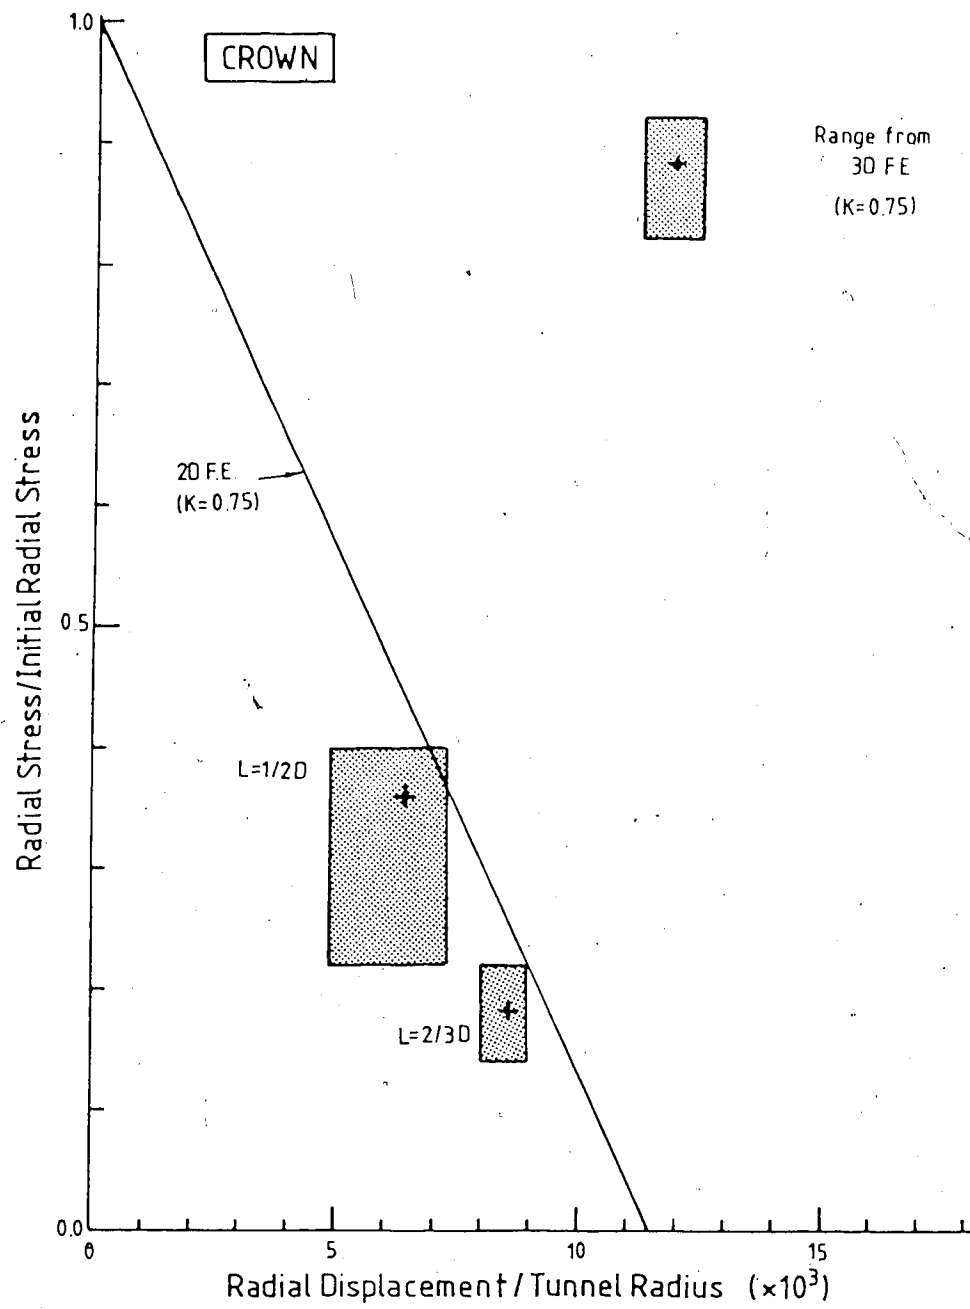 1.0
CROWN
Range from
3D FE
(K=0.75)
2D F.E.
(K=0.75)
Radial Stress/Initial Radial Stress
0.5
L=1/2D
L=2/3D
0.0
0
5
10
15
Radial Displacement/Tunnel Radius (×10³)